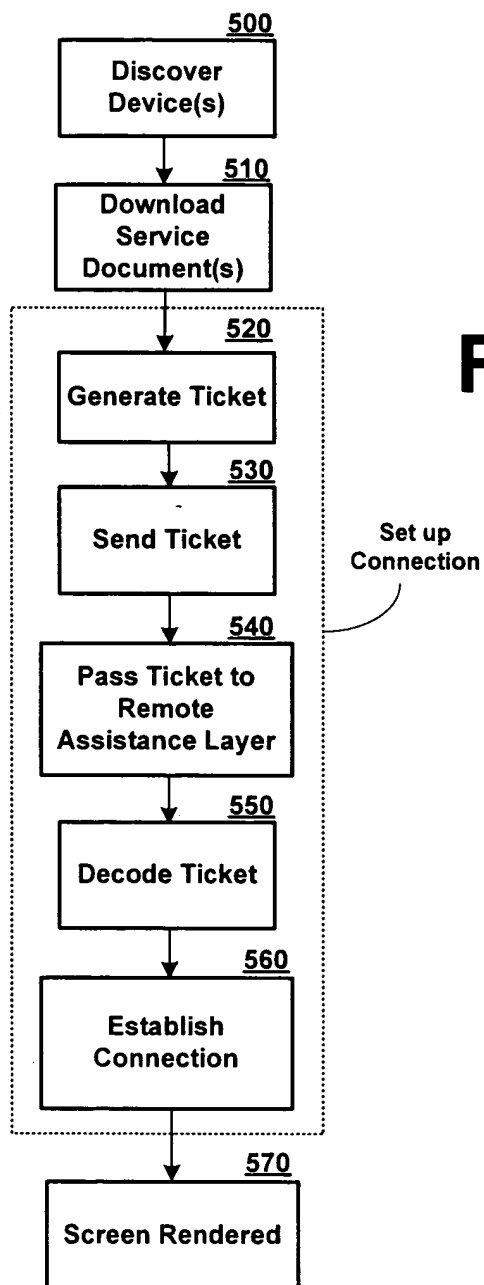 500
Discover
Device(s)
510
Download
Service
Document(s)
520
Generate Ticket
530
Send Ticket
Set up
Connection
540
Pass Ticket to
Remote
Assistance Layer
550
Decode Ticket
560
Establish
Connection
570
Screen Rendered